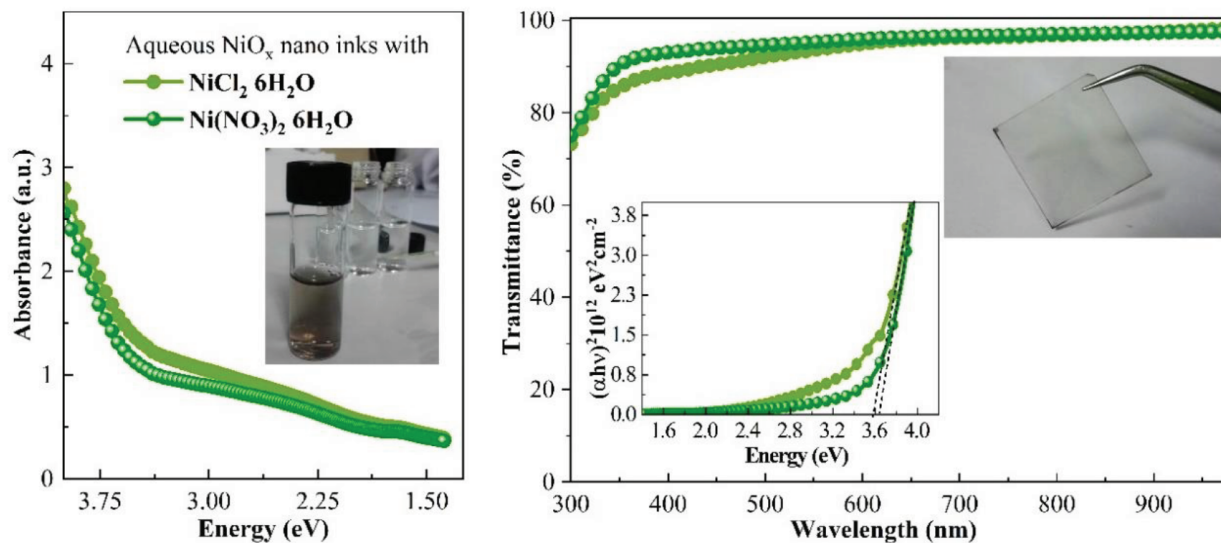 Aqueous NiOx nano inks with
NiCl2 6H2O
Ni(NO3)2 6H2O
Absorbance (a.u.)
4
3
2
1
0
3.75 3.00 2.25 1.50
Energy (eV)
Transmittance (%)
100
80
60
40
20
0
300 400 500 600 700 800 900
Wavelength (nm)
(αhν)²10¹² eV²cm⁻²
3.8
3.0
2.3
1.5
0.8
0.0
1.6 2.0 2.4 2.8 3.2 3.6 4.0
Energy (eV)